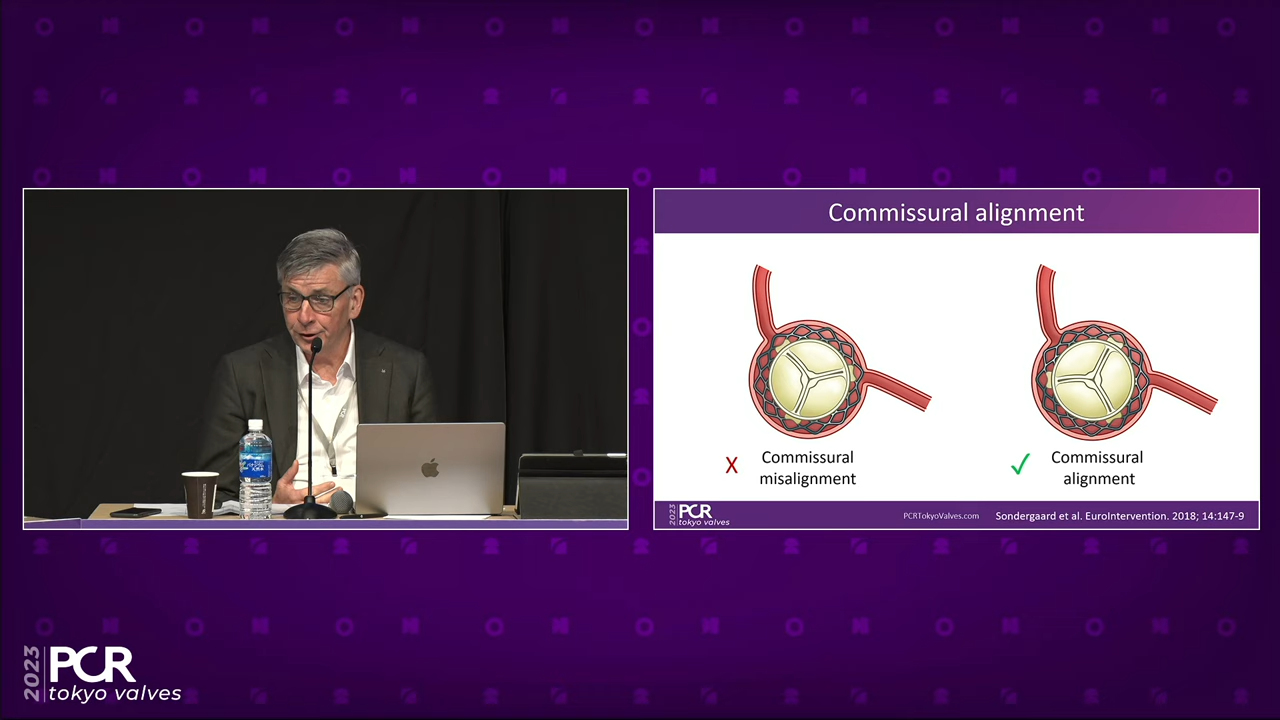 Commissural alignment
X Commissural
misalignment
✓ Commissural
alignment
2023 PCR
tokyo valves
PCRTokyoValves.com
Sondergaard et al. EuroIntervention. 2018; 14:147-9
2023 PCR
tokyo valves